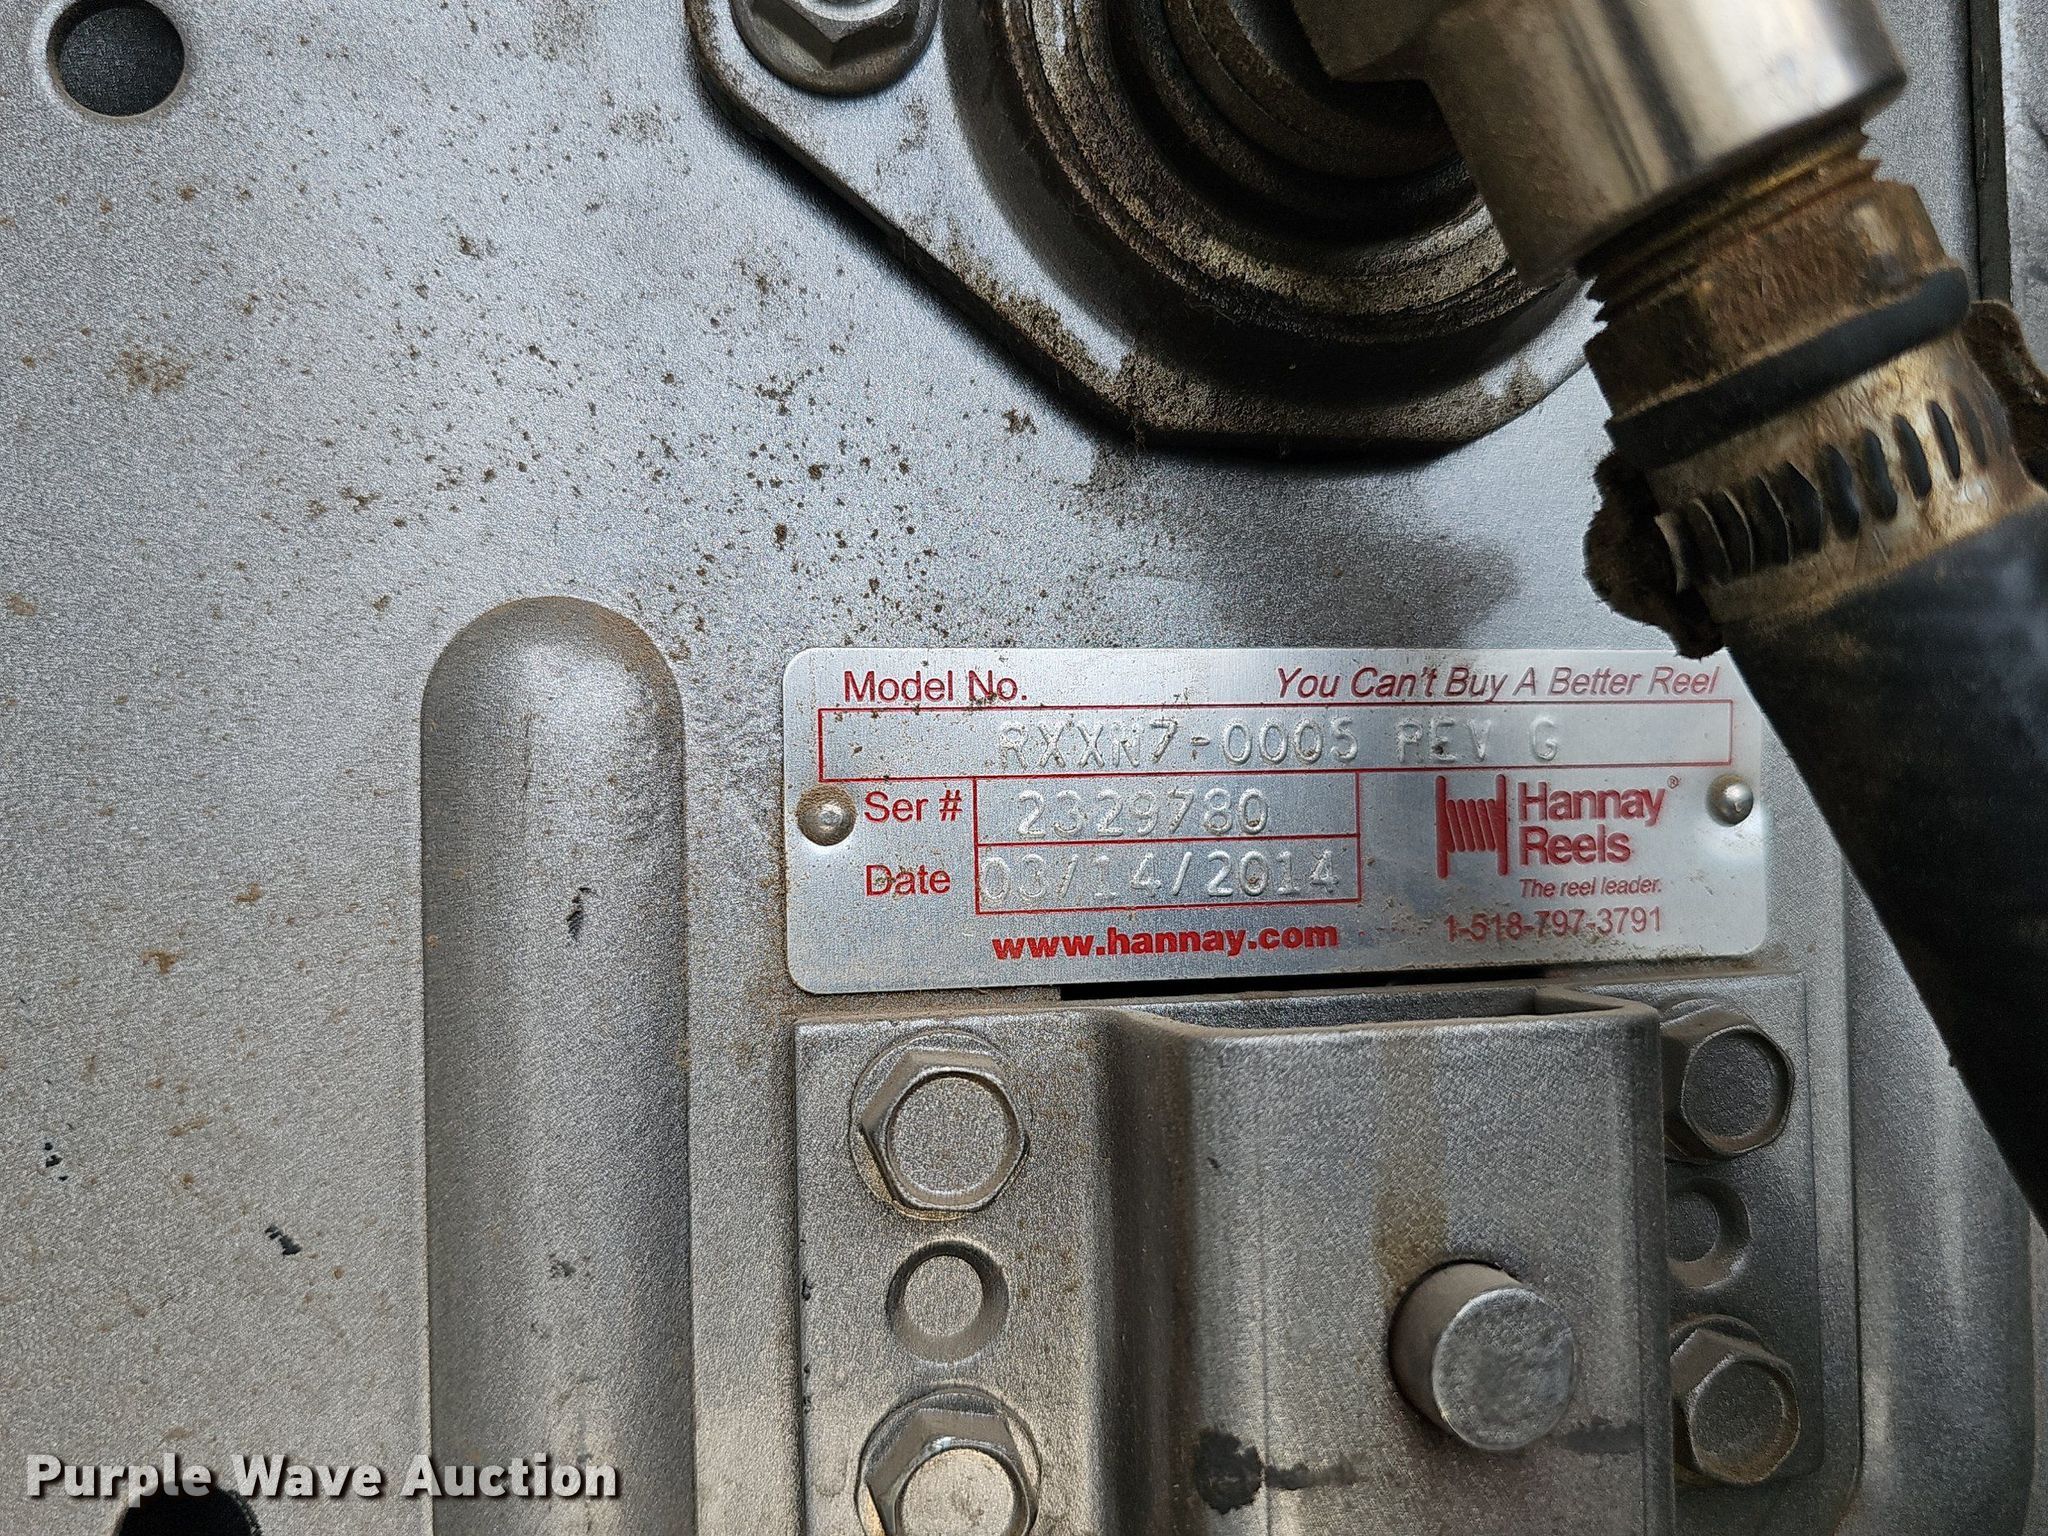 Model No. You Can't Buy A Better Reel
RXXN7-0005 REV G
Ser # 2329780
Hannay®
Reels
Date 03/14/2014
The reel leader.
www.hannay.com 1-518-797-3791
Purple Wave Auction